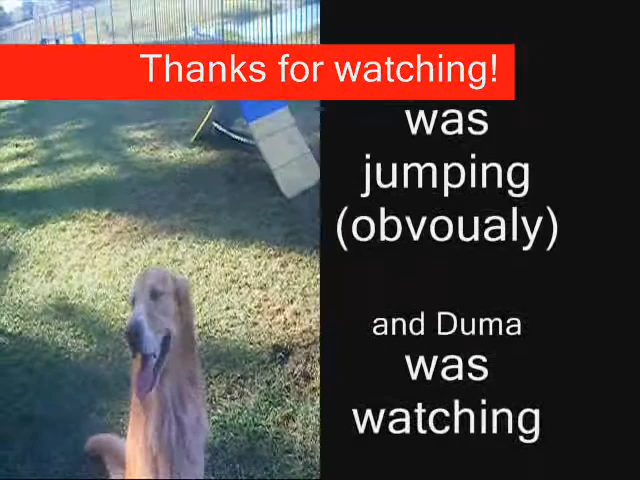 Thanks for watching!
was
jumping
(obvoualy)
and Duma
was
watching